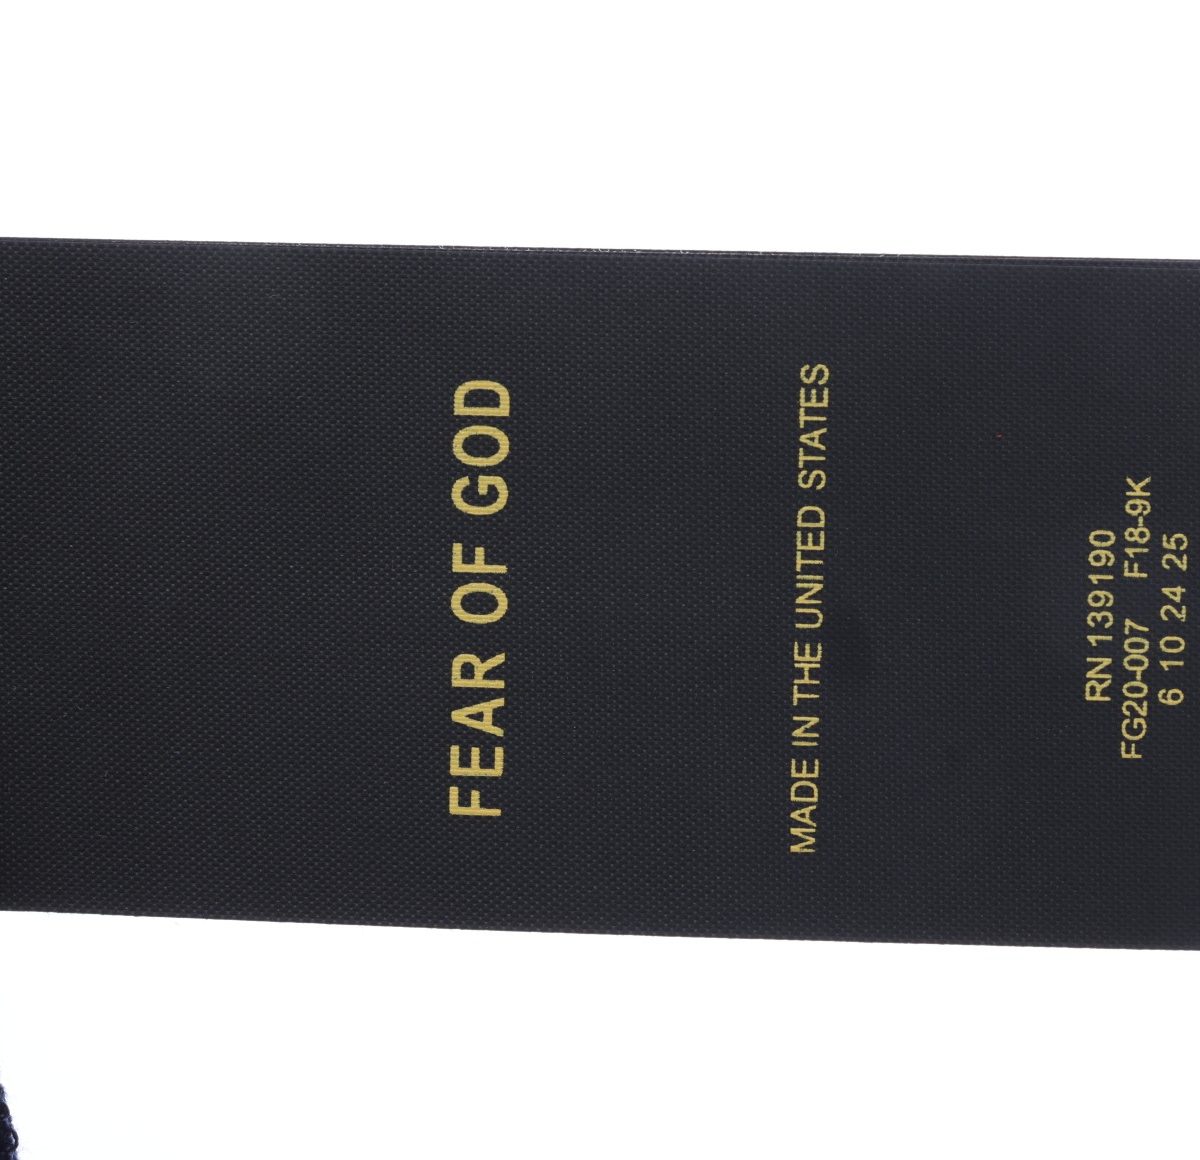 FEAR OF GOD
MADE IN THE UNITED STATES
RN 139190
FG20-007 F18-9K
6 10 24 25